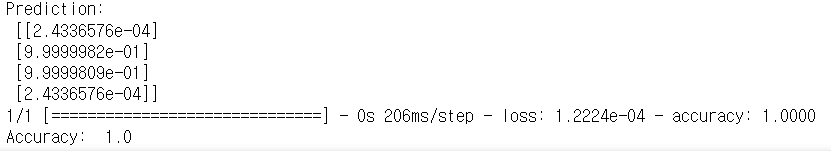 Prediction:
[[2.4336576e-04]
[9.9999982e-01]
[9.9999809e-01]
[2.4336576e-04]]
1/1 [==============================] - 0s 206ms/step - loss: 1.2224e-04 - accuracy: 1.0000
Accuracy:  1.0